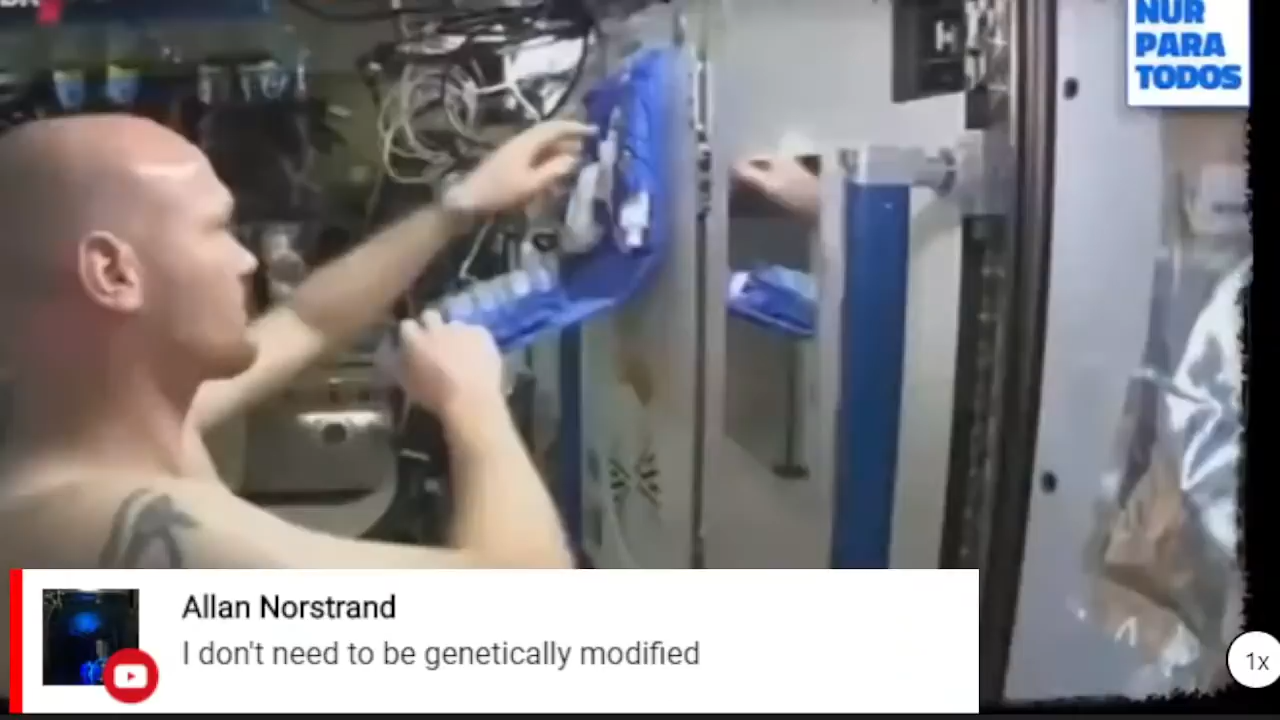 NUR
PARA
TODOS
Allan Norstrand
I don't need to be genetically modified
1x